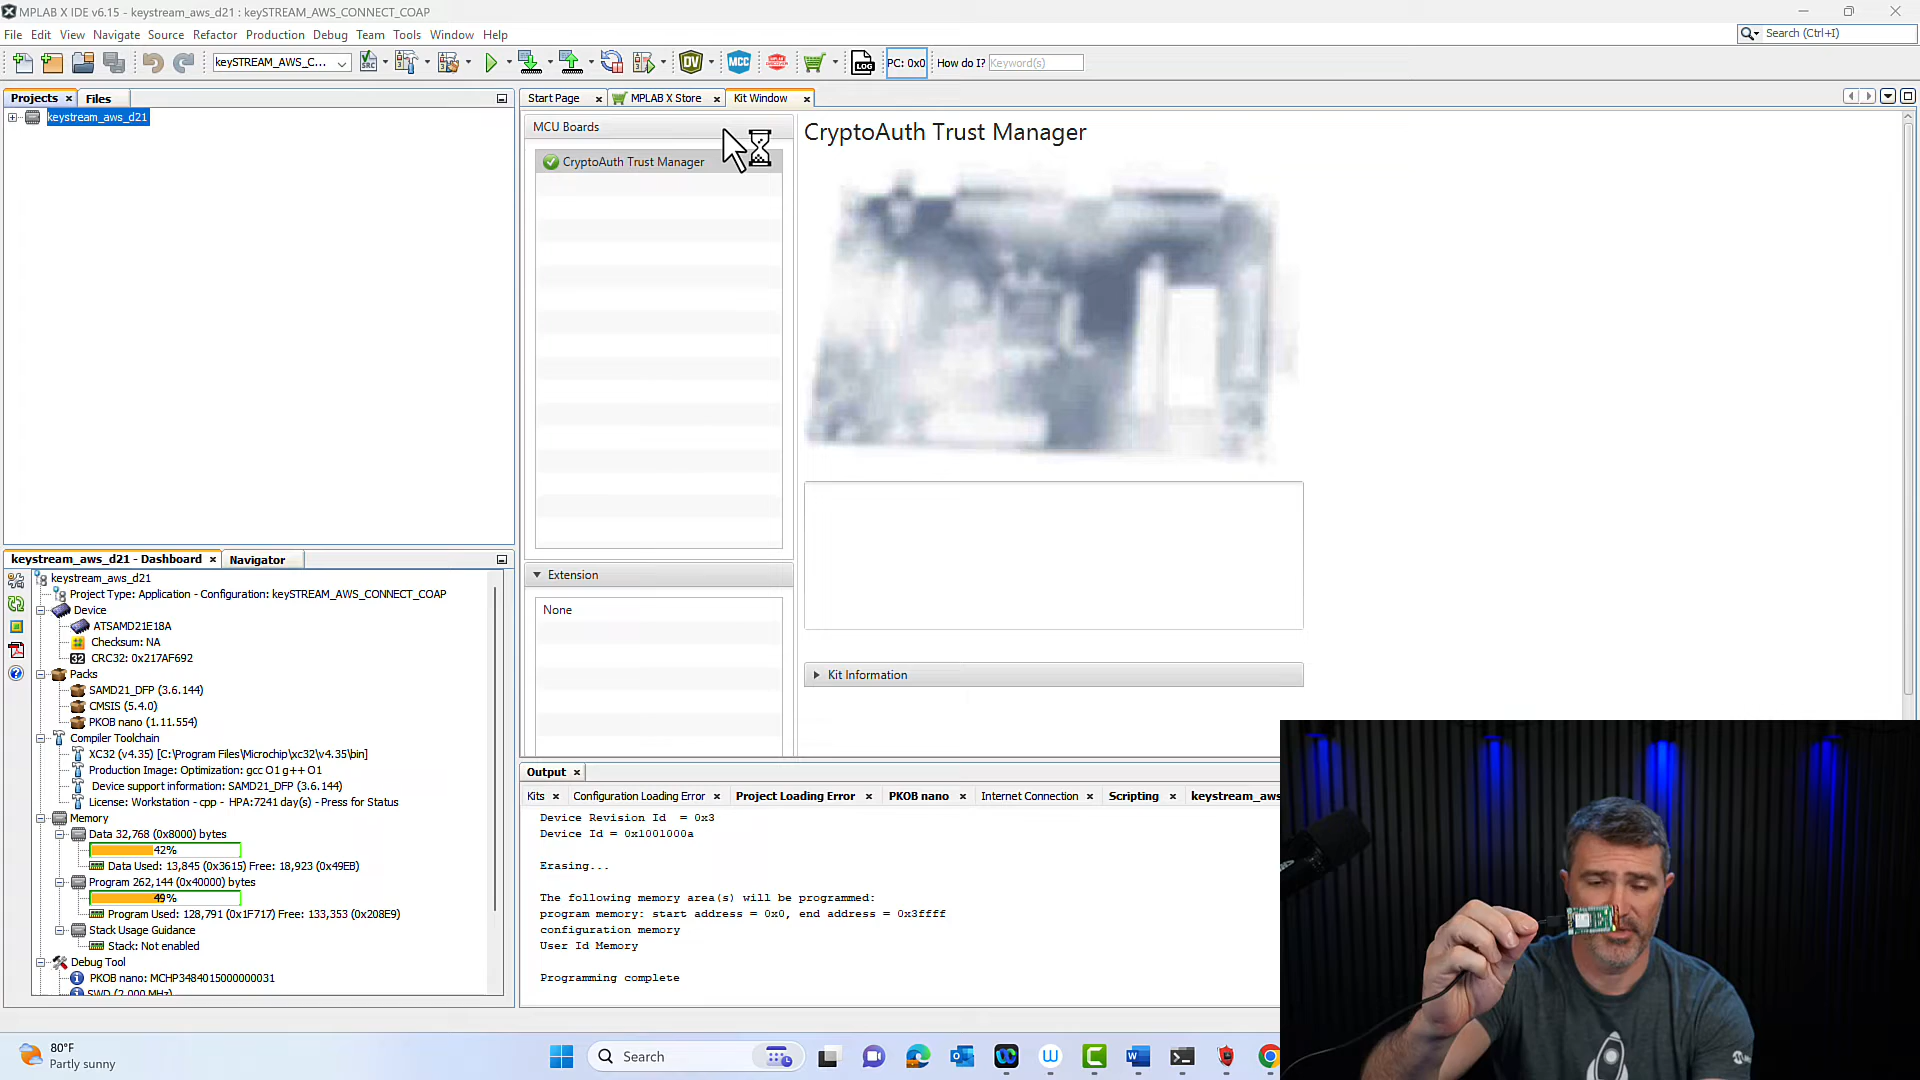 MPLAB X IDE v6.15 - keystream_aws_d21 : keySTREAM_AWS_CONNECT_COAP
File Edit View Navigate Source Refactor Production Debug Team Tools Window Help
Search (Ctrl+I)
keySTREAM_AWS_C...
SRC
DV
MCC
LOG
PC: 0x0
How do I?
Keyword(s)
Projects
Files
Start Page
MPLAB X Store
Kit Window
keystream_aws_d21
MCU Boards
CryptoAuth Trust Manager
CryptoAuth Trust Manager
Extension
None
Kit Information
keystream_aws_d21 - Dashboard
Navigator
keystream_aws_d21
Project Type: Application - Configuration: keySTREAM_AWS_CONNECT_COAP
Device
ATSAMD21E18A
Checksum: NA
32 CRC32: 0x217AF692
Packs
SAMD21_DFP (3.6.144)
CMSIS (5.4.0)
PKOB nano (1.11.554)
Compiler Toolchain
XC32 (v4.35) [C:\Program Files\Microchip\xc32\v4.35\bin]
Production Image: Optimization: gcc O1 g++ O1
Device support information: SAMD21_DFP (3.6.144)
License: Workstation - cpp - HPA:7241 day(s) - Press for Status
Memory
Data 32,768 (0x8000) bytes
42%
Data Used: 13,845 (0x3615) Free: 18,923 (0x49EB)
Program 262,144 (0x40000) bytes
49%
Program Used: 128,791 (0x1F717) Free: 133,353 (0x208E9)
Stack Usage Guidance
Stack: Not enabled
Debug Tool
PKOB nano: MCHP3484015000000031
SWD (2.000 MHz)
Output
Kits
Configuration Loading Error
Project Loading Error
PKOB nano
Internet Connection
Scripting
keystream_aws
Device Revision Id = 0x3
Device Id = 0x1001000a
Erasing...
The following memory area(s) will be programmed:
program memory: start address = 0x0, end address = 0x3ffff
configuration memory
User Id Memory
Programming complete
80°F
Partly sunny
Search